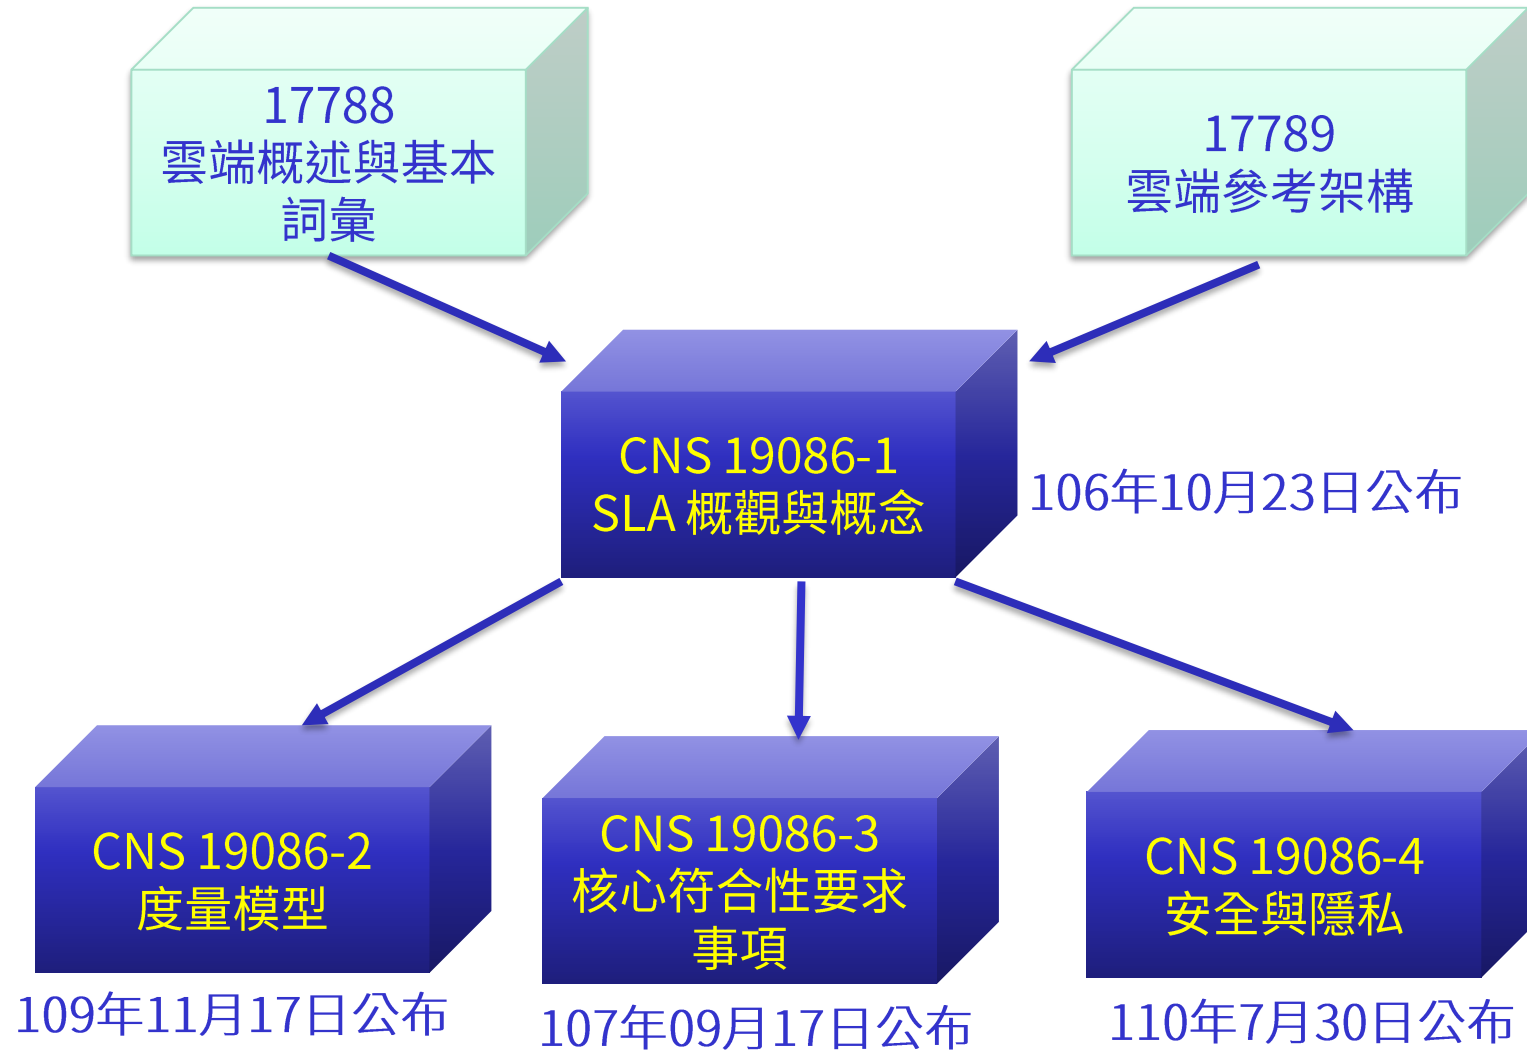 17788
雲端概述與基本
詞彙
17789
雲端參考架構
CNS 19086-1
SLA 概觀與概念
106年10月23日公布
CNS 19086-2
度量模型
109年11月17日公布
CNS 19086-3
核心符合性要求
事項
107年09月17日公布
CNS 19086-4
安全與隱私
110年7月30日公布